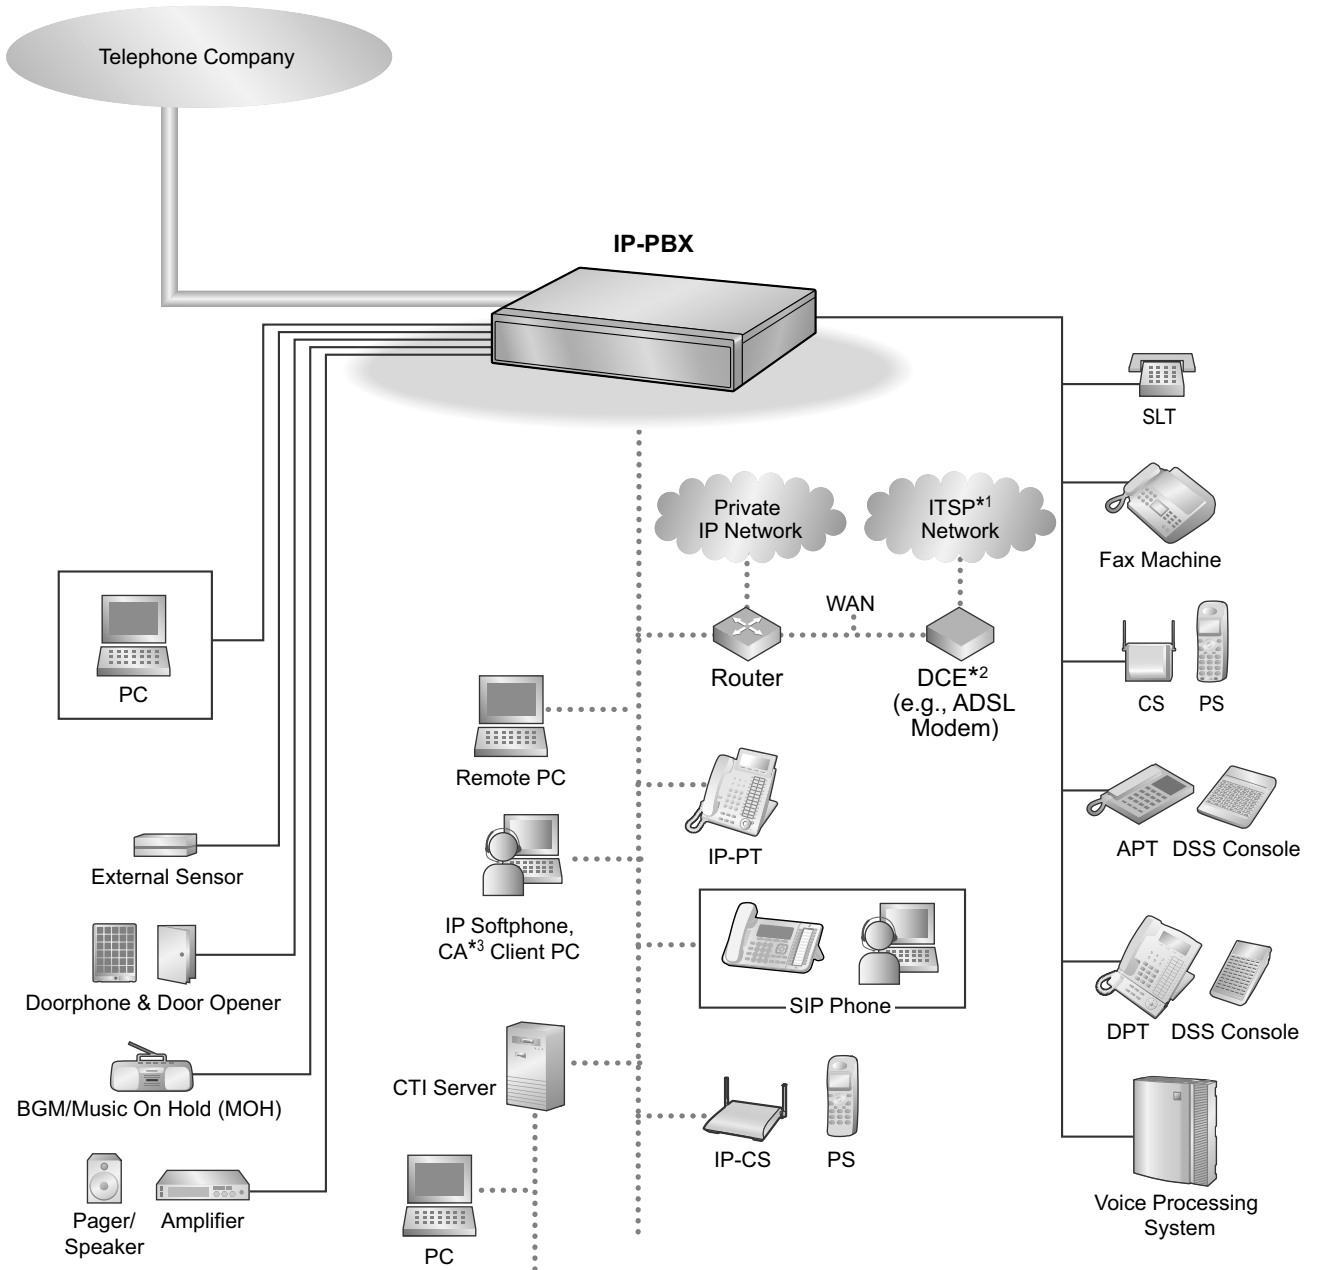 Telephone Company
IP-PBX
SLT
Private
IP Network
ITSP*1
Network
Fax Machine
WAN
Router
DCE*2
(e.g., ADSL
Modem)
CS
PS
PC
Remote PC
IP-PT
APT
DSS Console
External Sensor
IP Softphone,
CA*3 Client PC
SIP Phone
Doorphone & Door Opener
DPT
DSS Console
CTI Server
BGM/Music On Hold (MOH)
IP-CS
PS
Voice Processing
System
Pager/
Speaker
Amplifier
PC